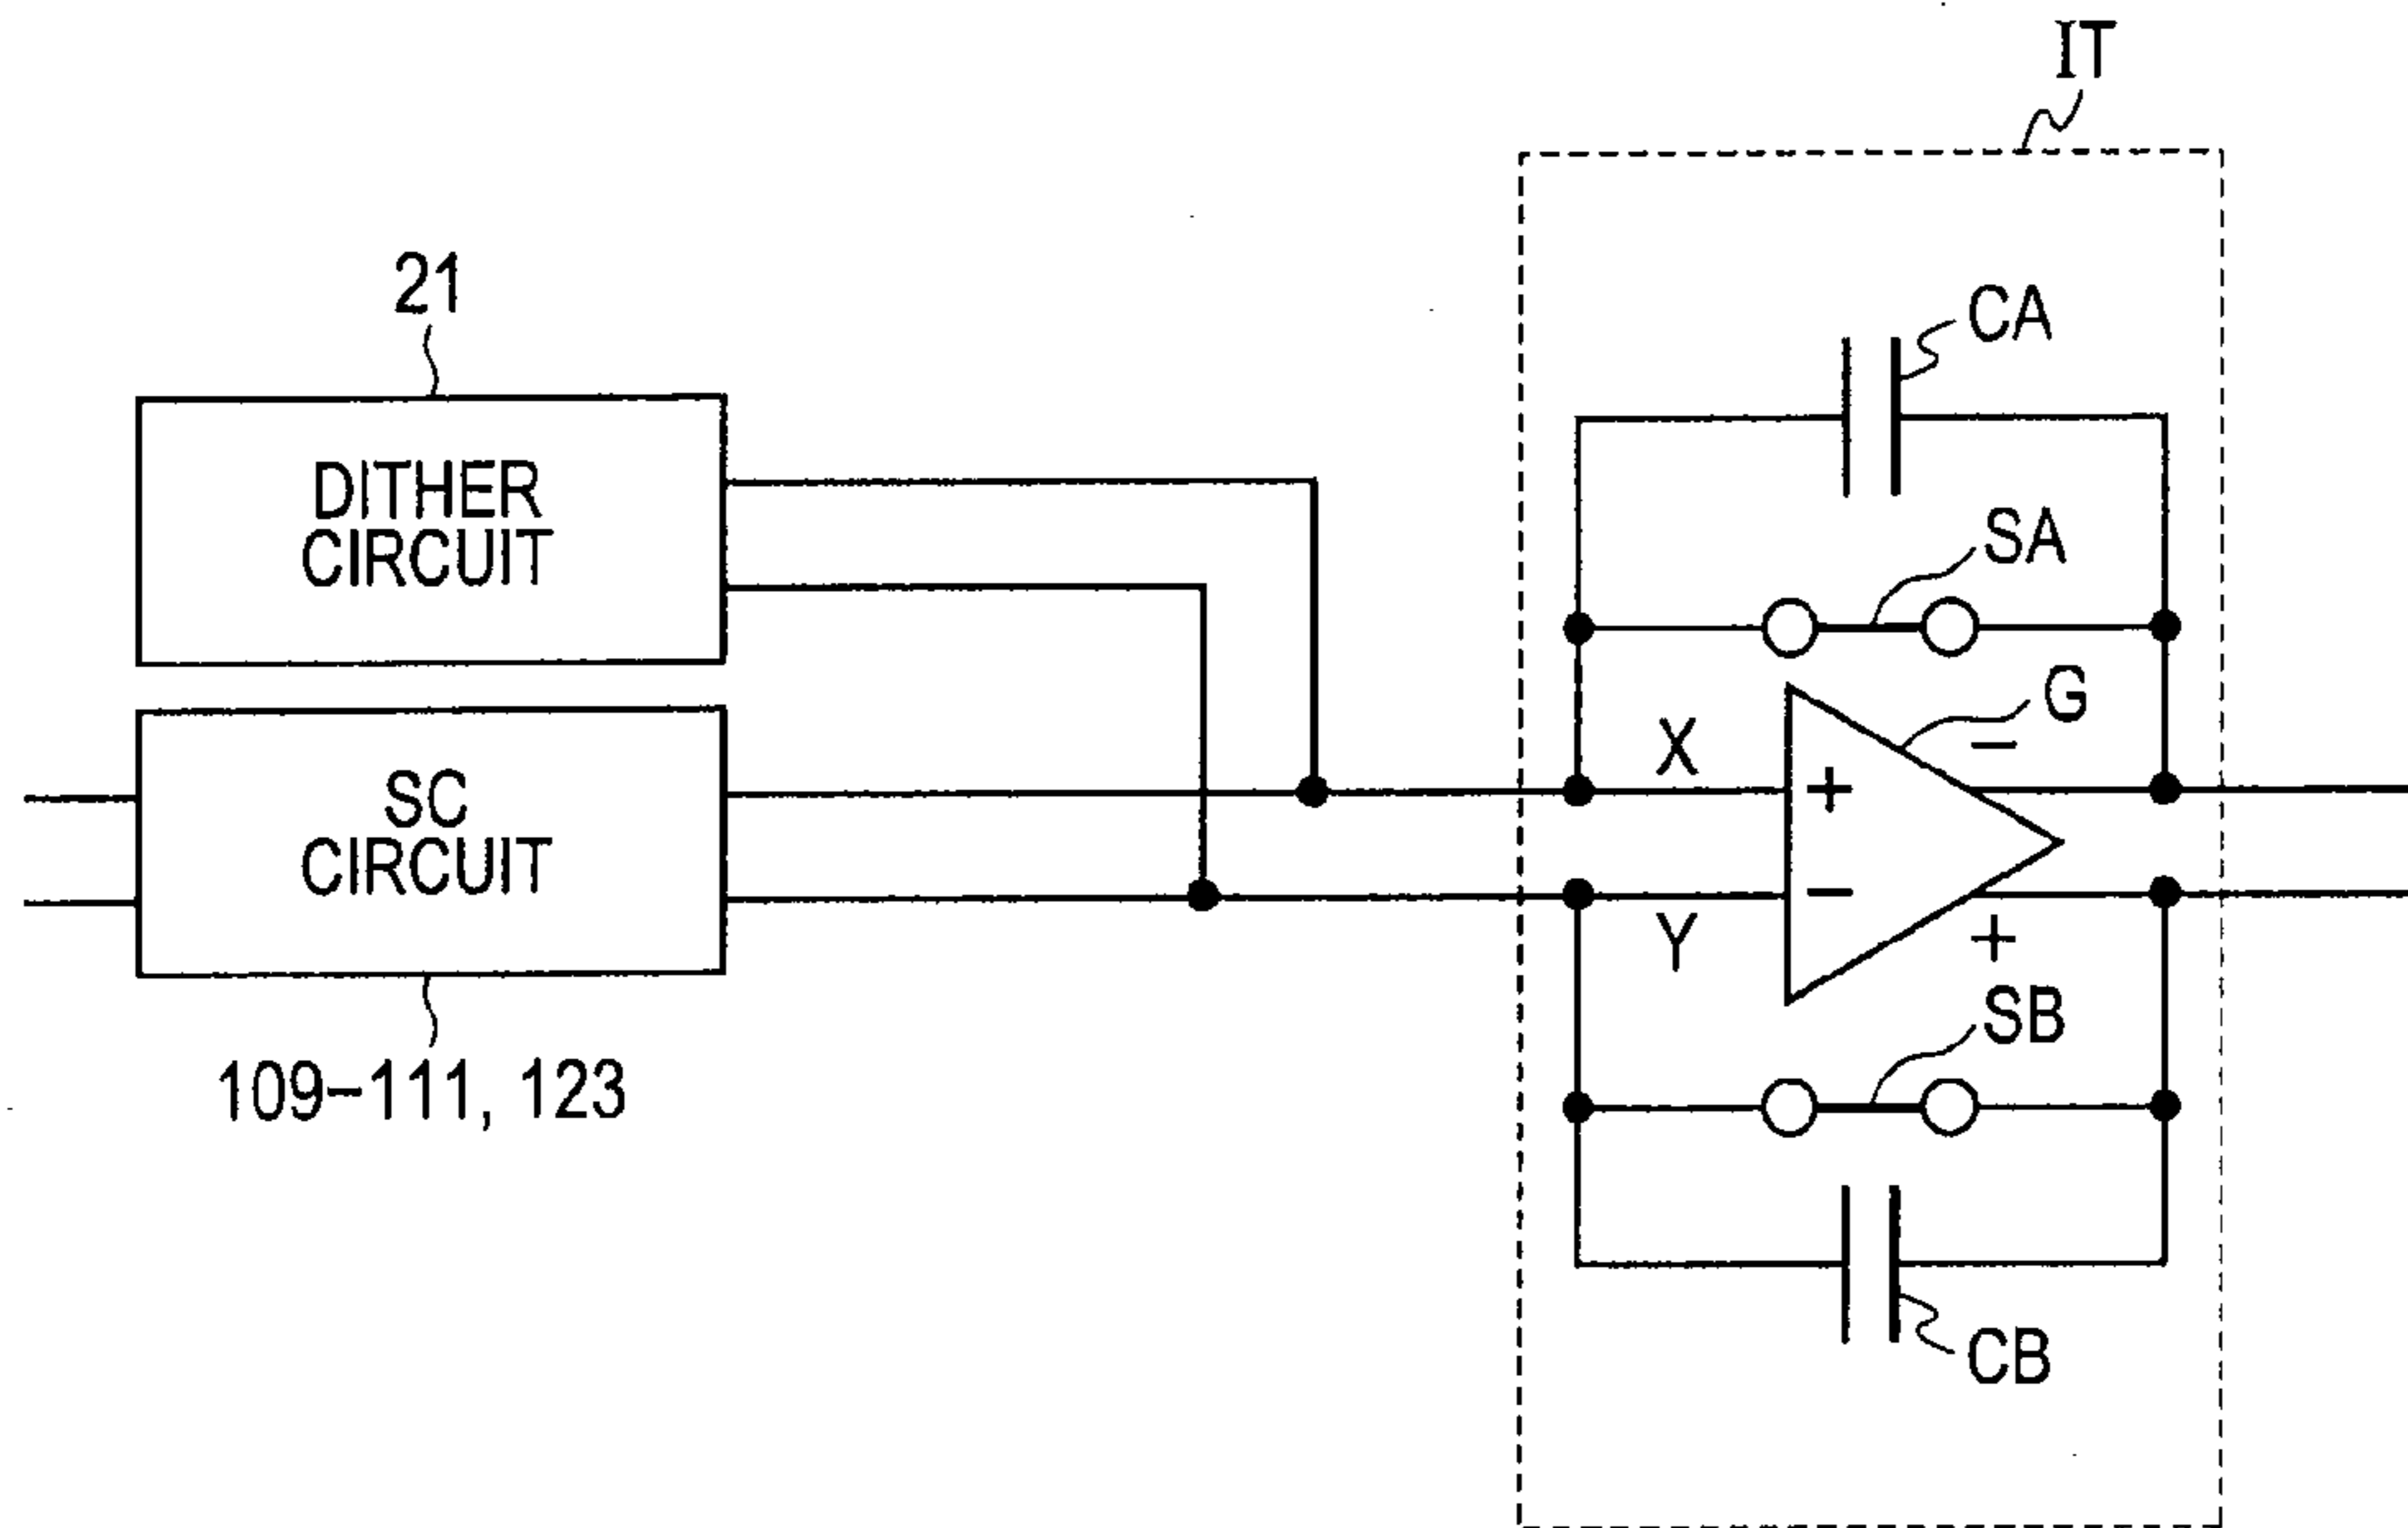 IT
21
CA
DITHER
CIRCUIT
SA
G
−
X
+
SC
CIRCUIT
−
Y
+
SB
109−111, 123
CB